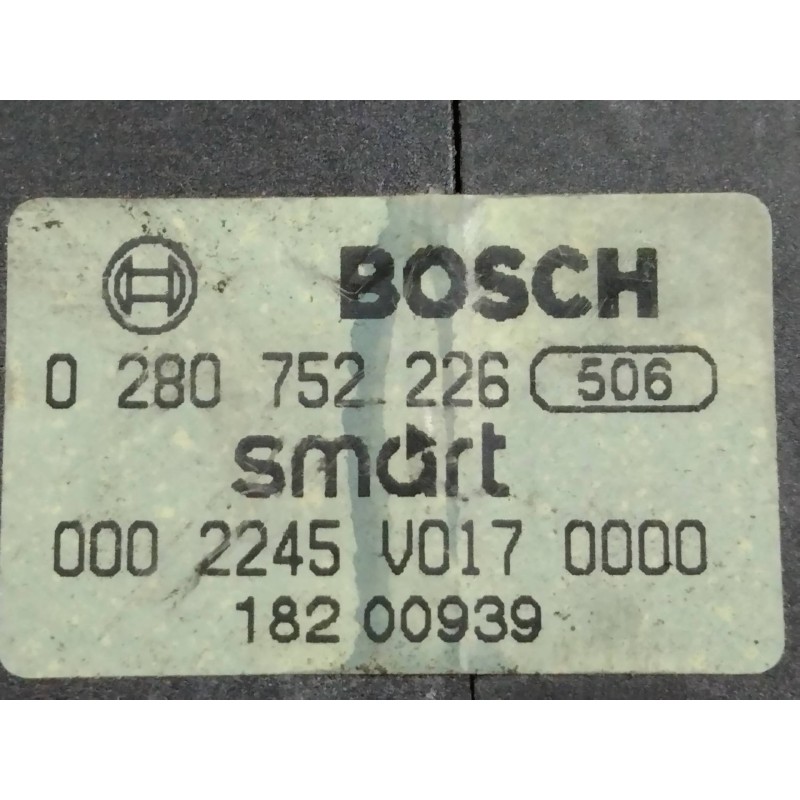 BOSCH
0 280 752 226 506
smart
000 2245 V017 0000
182 00939